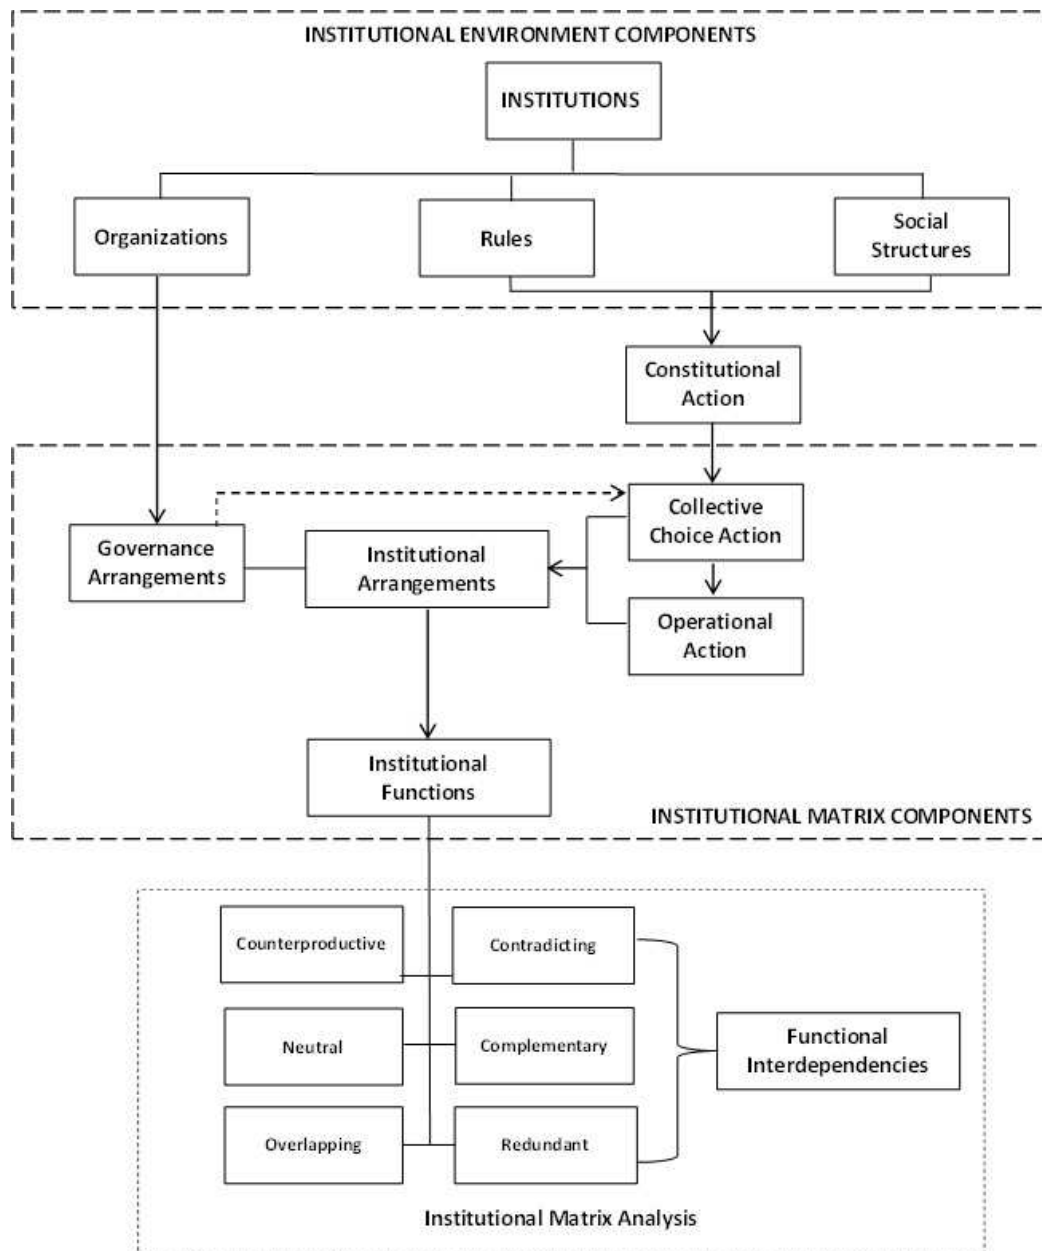 INSTITUTIONAL ENVIRONMENT COMPONENTS
INSTITUTIONS
Organizations
Rules
Social
Structures
Constitutional
Action
Collective
Choice Action
Governance
Arrangements
Institutional
Arrangements
Operational
Action
Institutional
Functions
INSTITUTIONAL MATRIX COMPONENTS
Counterproductive
Contradicting
Neutral
Complementary
Functional
Interdependencies
Overlapping
Redundant
Institutional Matrix Analysis